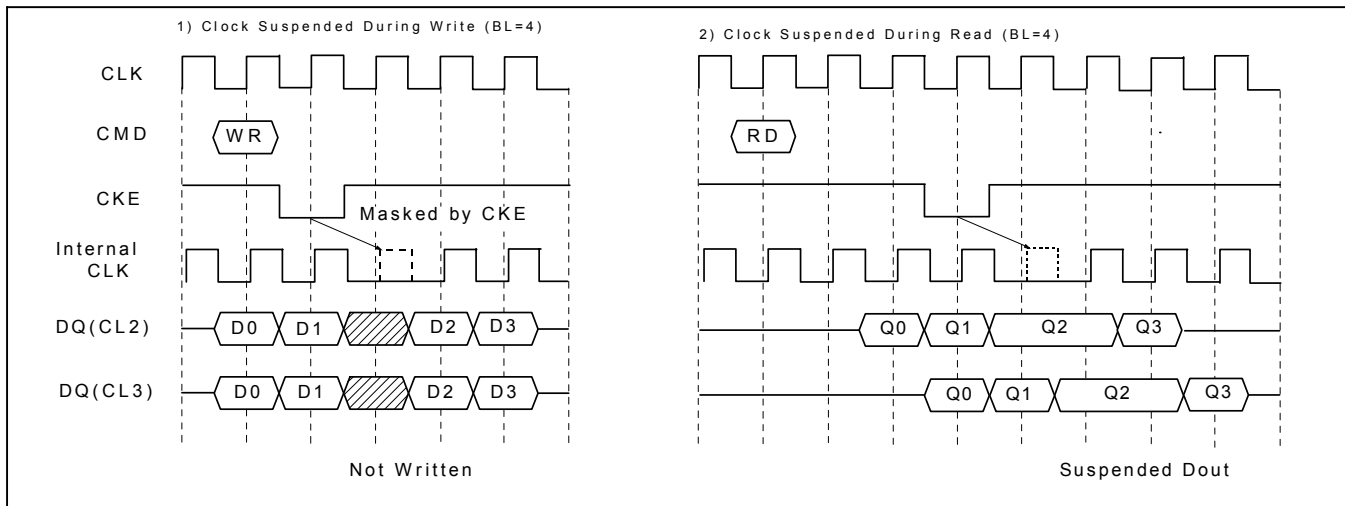 1) Clock Suspended During Write (BL=4)
2) Clock Suspended During Read (BL=4)
CLK
CMD
WR
RD
CKE
Masked by CKE
Internal
CLK
DQ(CL2)
D0 D1 D2 D3
Q0 Q1 Q2 Q3
DQ(CL3)
D0 D1 D2 D3
Q0 Q1 Q2 Q3
Not Written
Suspended Dout